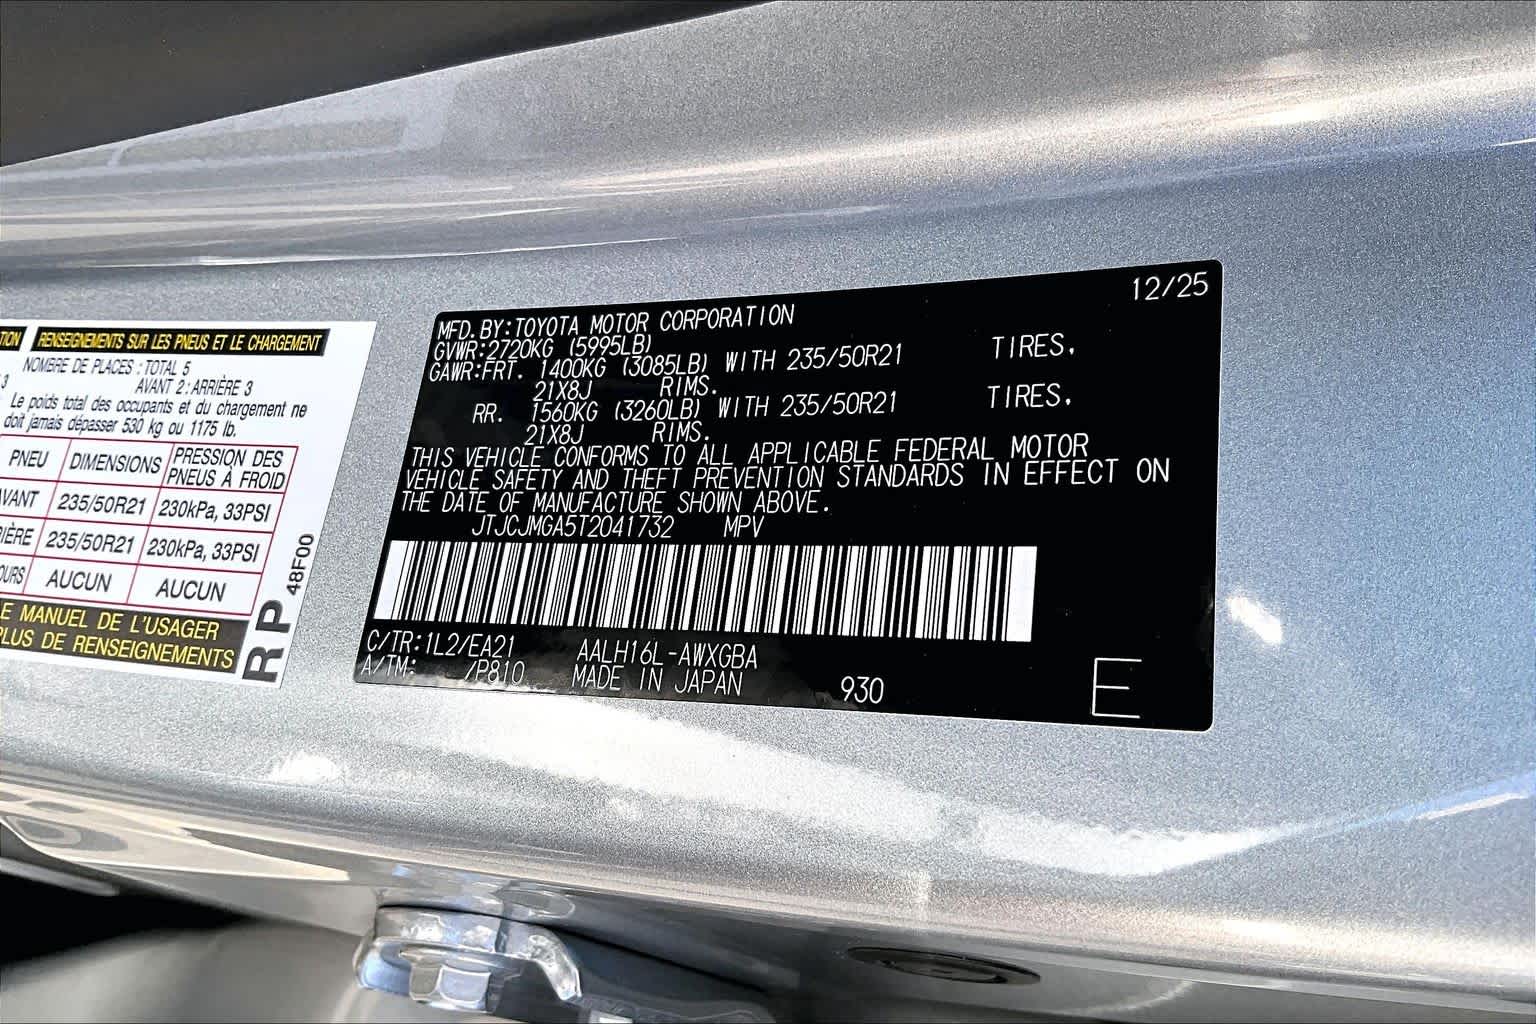 TION RENSEIGNEMENTS SUR LES PNEUS ET LE CHARGEMENT
NOMBRE DE PLACES : TOTAL 5
3 AVANT 2 : ARRIÈRE 3
Le poids total des occupants et du chargement ne
doit jamais dépasser 530 kg ou 1175 lb.
PNEU DIMENSIONS PRESSION DES PNEUS À FROID
AVANT 235/50R21 230kPa, 33PSI
IÈRE 235/50R21 230kPa, 33PSI
OURS AUCUN AUCUN
LE MANUEL DE L'USAGER
PLUS DE RENSEIGNEMENTS
RP 48F00
12/25
MFD.BY:TOYOTA MOTOR CORPORATION
GVWR:2720KG (5995LB)
GAWR:FRT. 1400KG (3085LB) WITH 235/50R21 TIRES,
21X8J RIMS.
RR. 1560KG (3260LB) WITH 235/50R21 TIRES,
21X8J RIMS.
THIS VEHICLE CONFORMS TO ALL APPLICABLE FEDERAL MOTOR
VEHICLE SAFETY AND THEFT PREVENTION STANDARDS IN EFFECT ON
THE DATE OF MANUFACTURE SHOWN ABOVE.
JTJCJMGA5T2041732 MPV
C/TR:1L2/EA21 AALH16L-AWXGBA
A/TM: /P810 MADE IN JAPAN 930 E